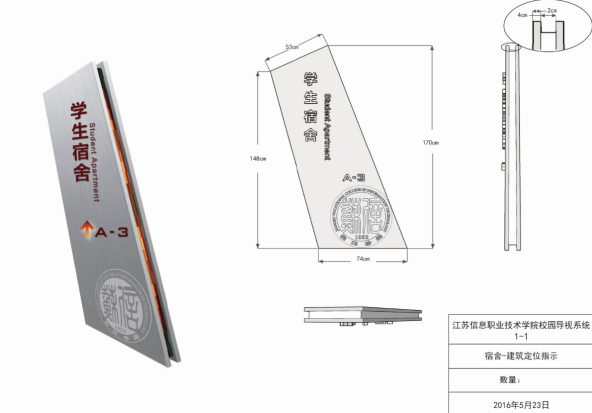 学生宿舍
Student Apartment
A-3
53cm
148cm
170cm
74cm
学生宿舍
Student Apartment
A-3
4cm
2cm
江苏信息职业技术学院校园导视系统
1-1
宿舍-建筑定位指示
数量：
2016年5月23日